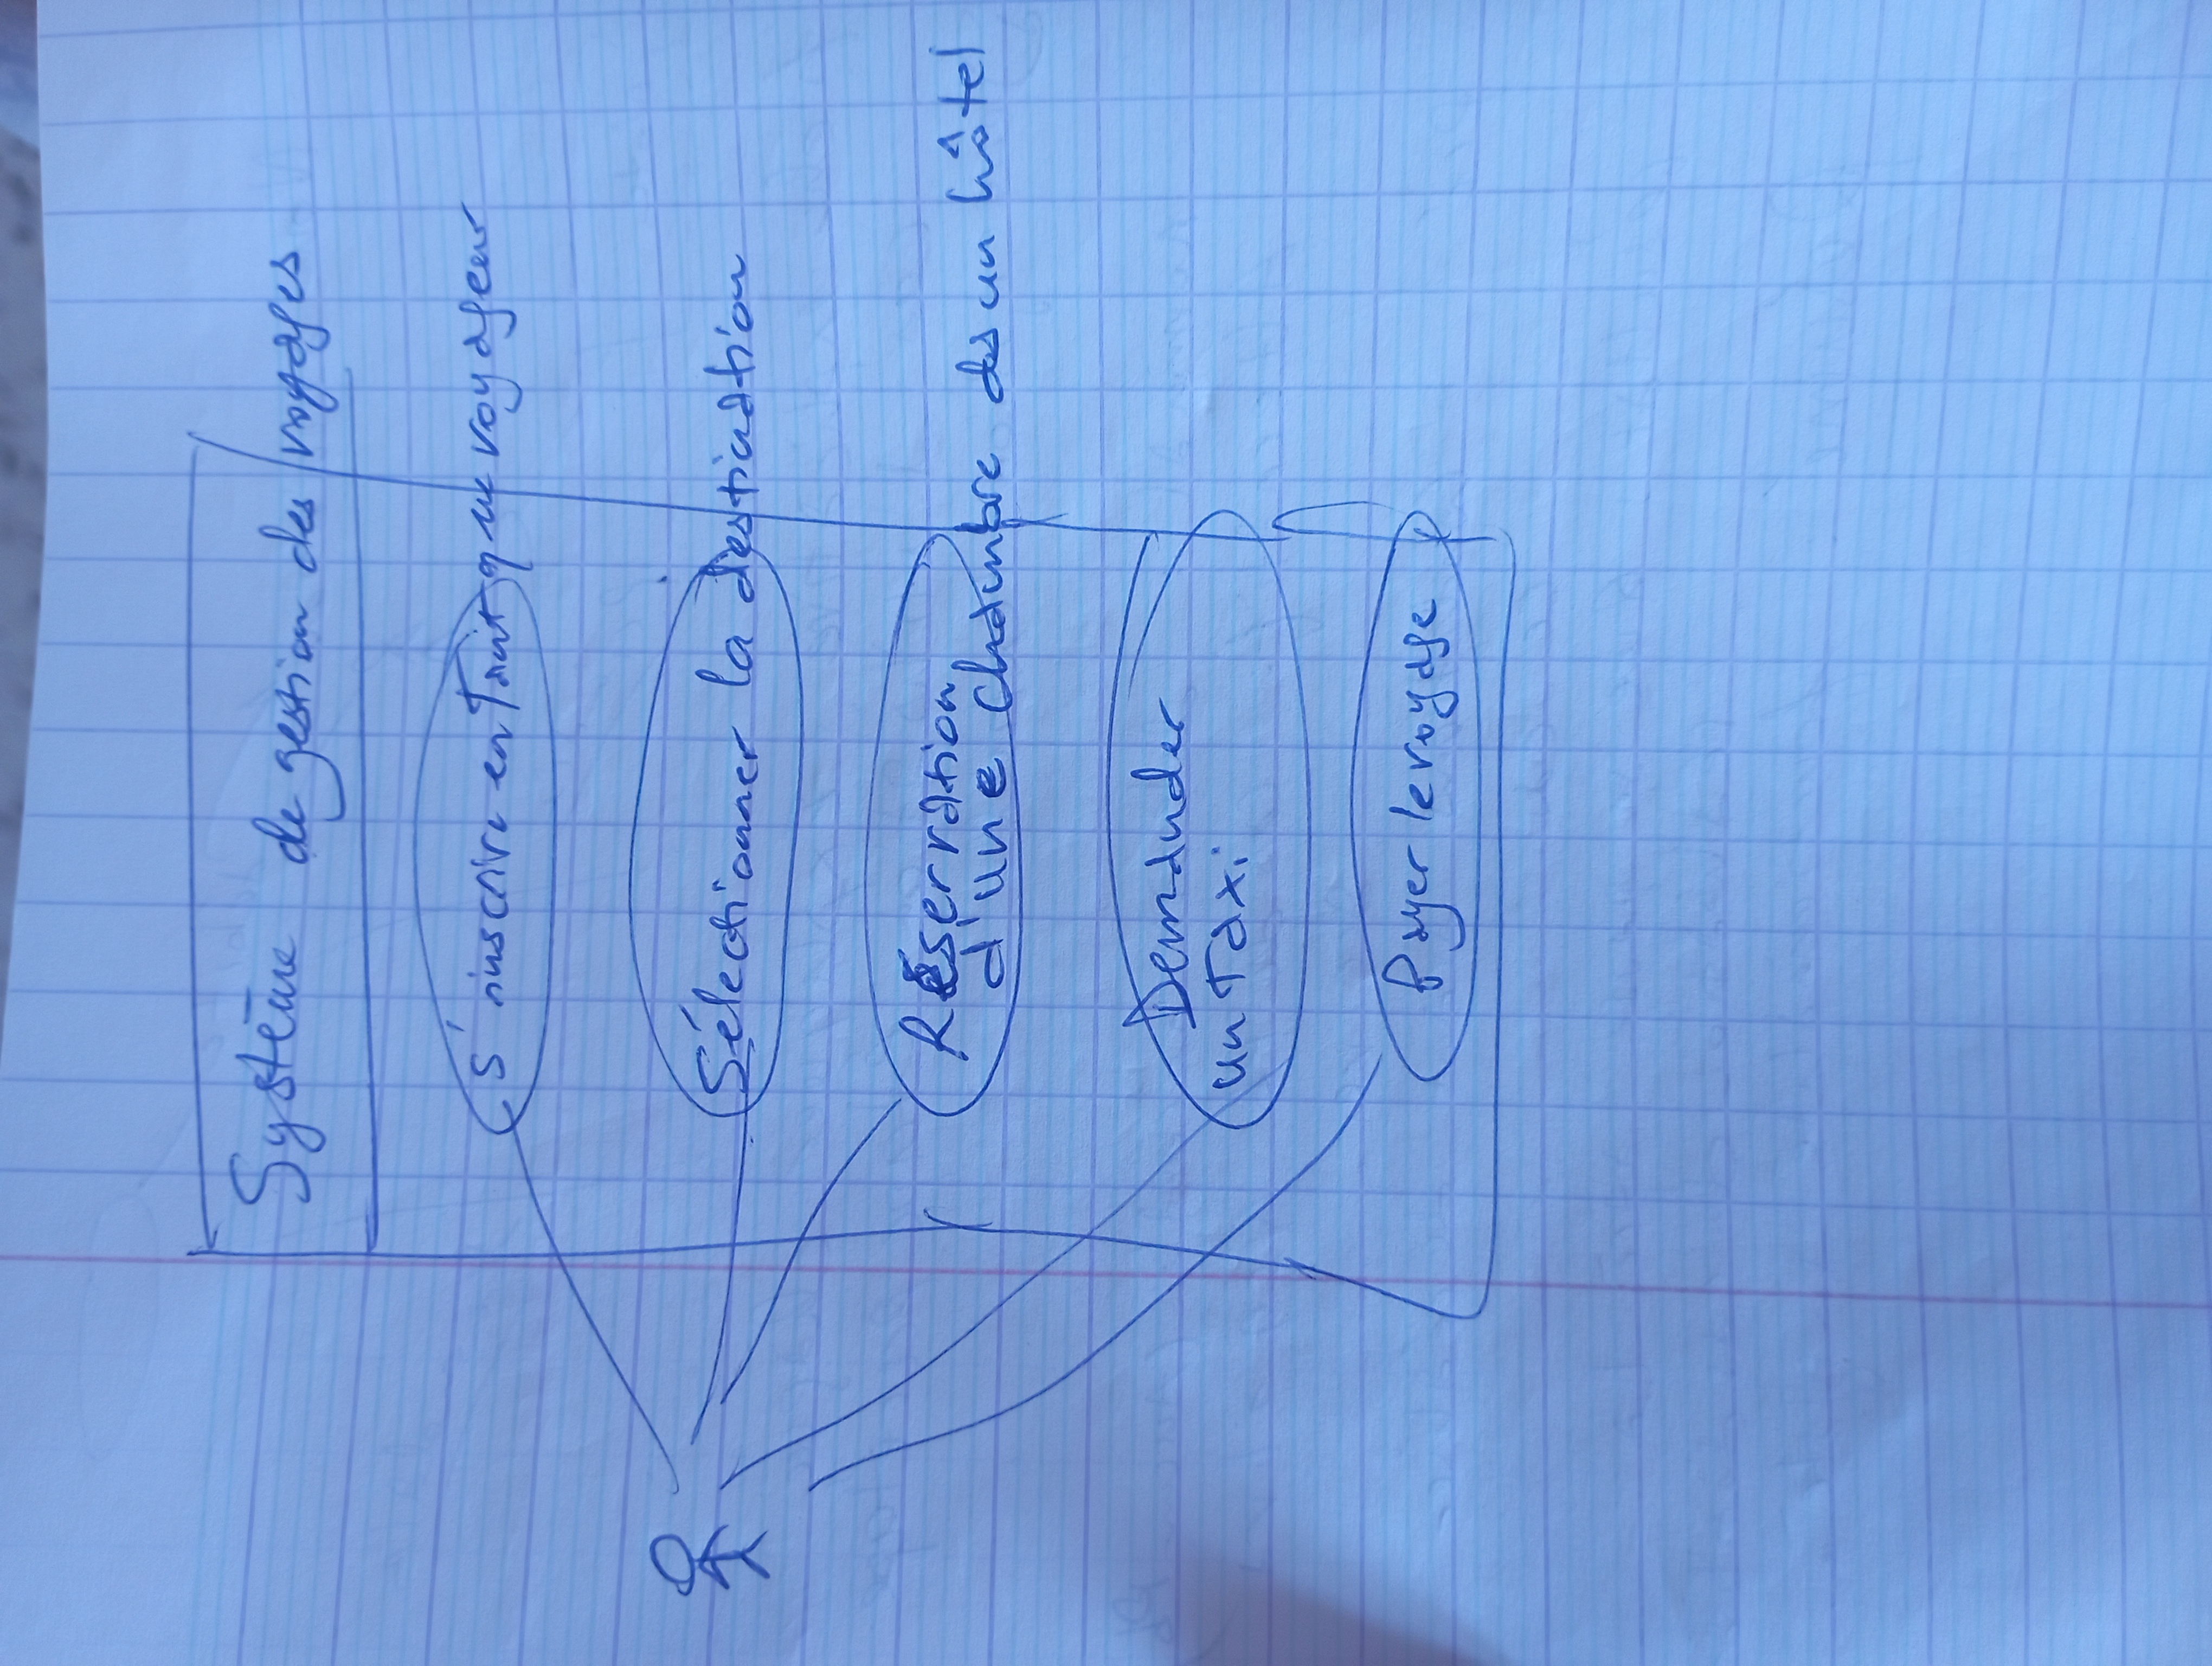 Système de gestion des voyages
s'inscrire en Tant que voyageur
Sélectionner la destination
Réservation
d'une chambre ds un hôtel
Demander
un Taxi
Payer le voyage